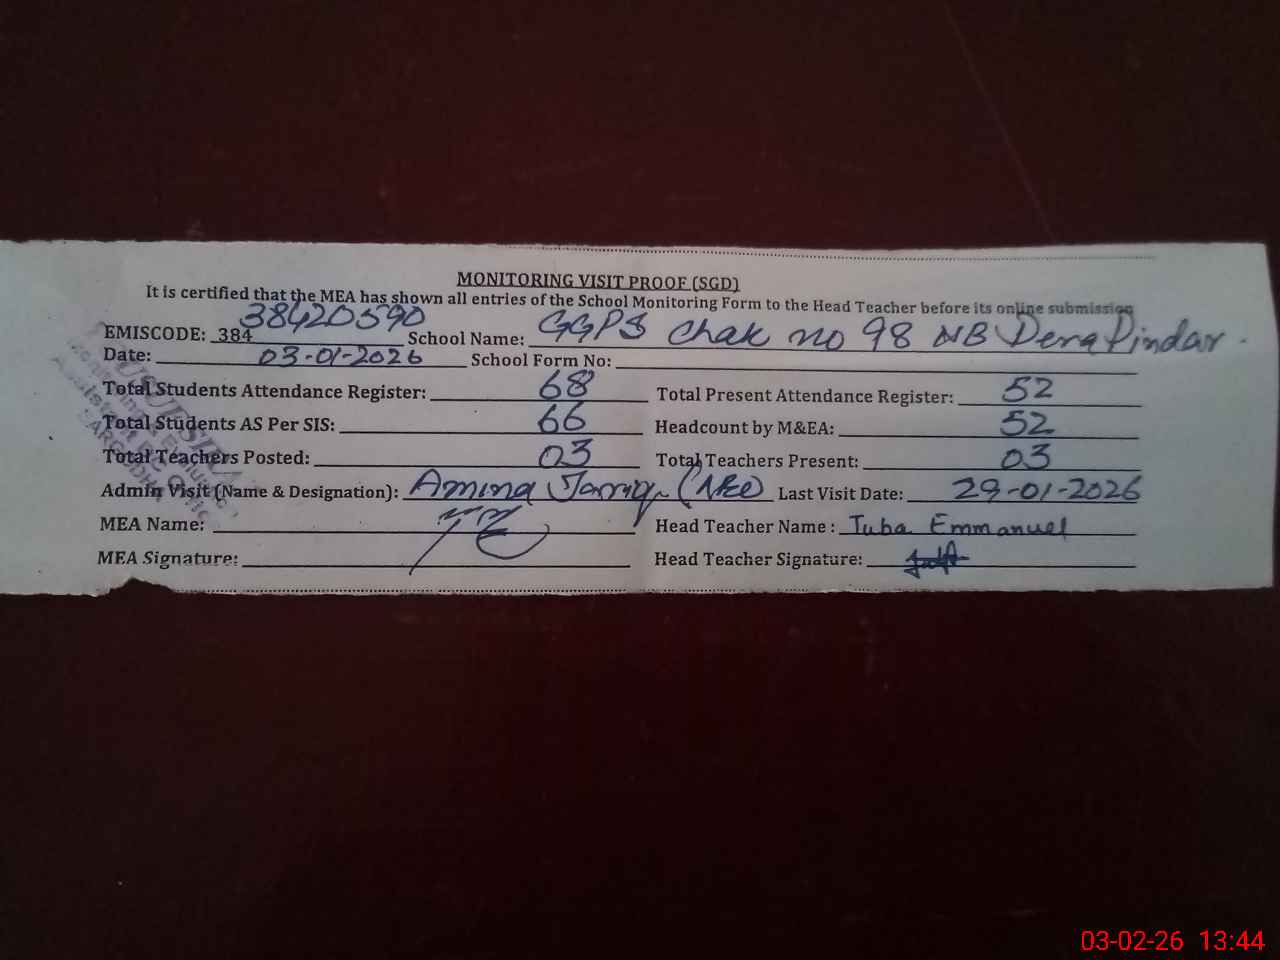 MONITORING VISIT PROOF (SGD)
It is certified that the MEA has shown all entries of the School Monitoring Form to the Head Teacher before its online submission
EMISCODE: 384 38420590 School Name: GGPS Chak no 98 NB Dera Pindar
Date: 03-01-2026 School Form No:
Total Students Attendance Register: 68 Total Present Attendance Register: 52
Total Students AS Per SIS: 66 Headcount by M&EA: 52
Total Teachers Posted: 03 Total Teachers Present: 03
Admin Visit (Name & Designation): Amina Last Visit Date: 29-01-2026
MEA Name: Head Teacher Name : Tuba Emmanuel
MEA Signature: Head Teacher Signature:
03-02-26 13:44